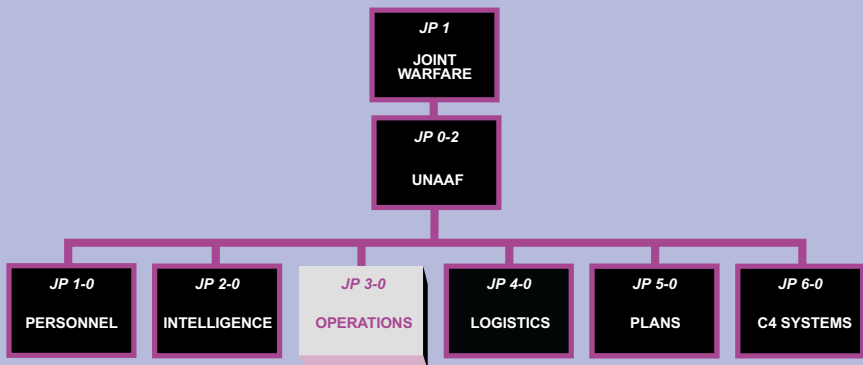 JP 1
JOINT
WARFARE
JP 0-2
UNAAF
JP 1-0
PERSONNEL
JP 2-0
INTELLIGENCE
JP 3-0
OPERATIONS
JP 4-0
LOGISTICS
JP 5-0
PLANS
JP 6-0
C4 SYSTEMS